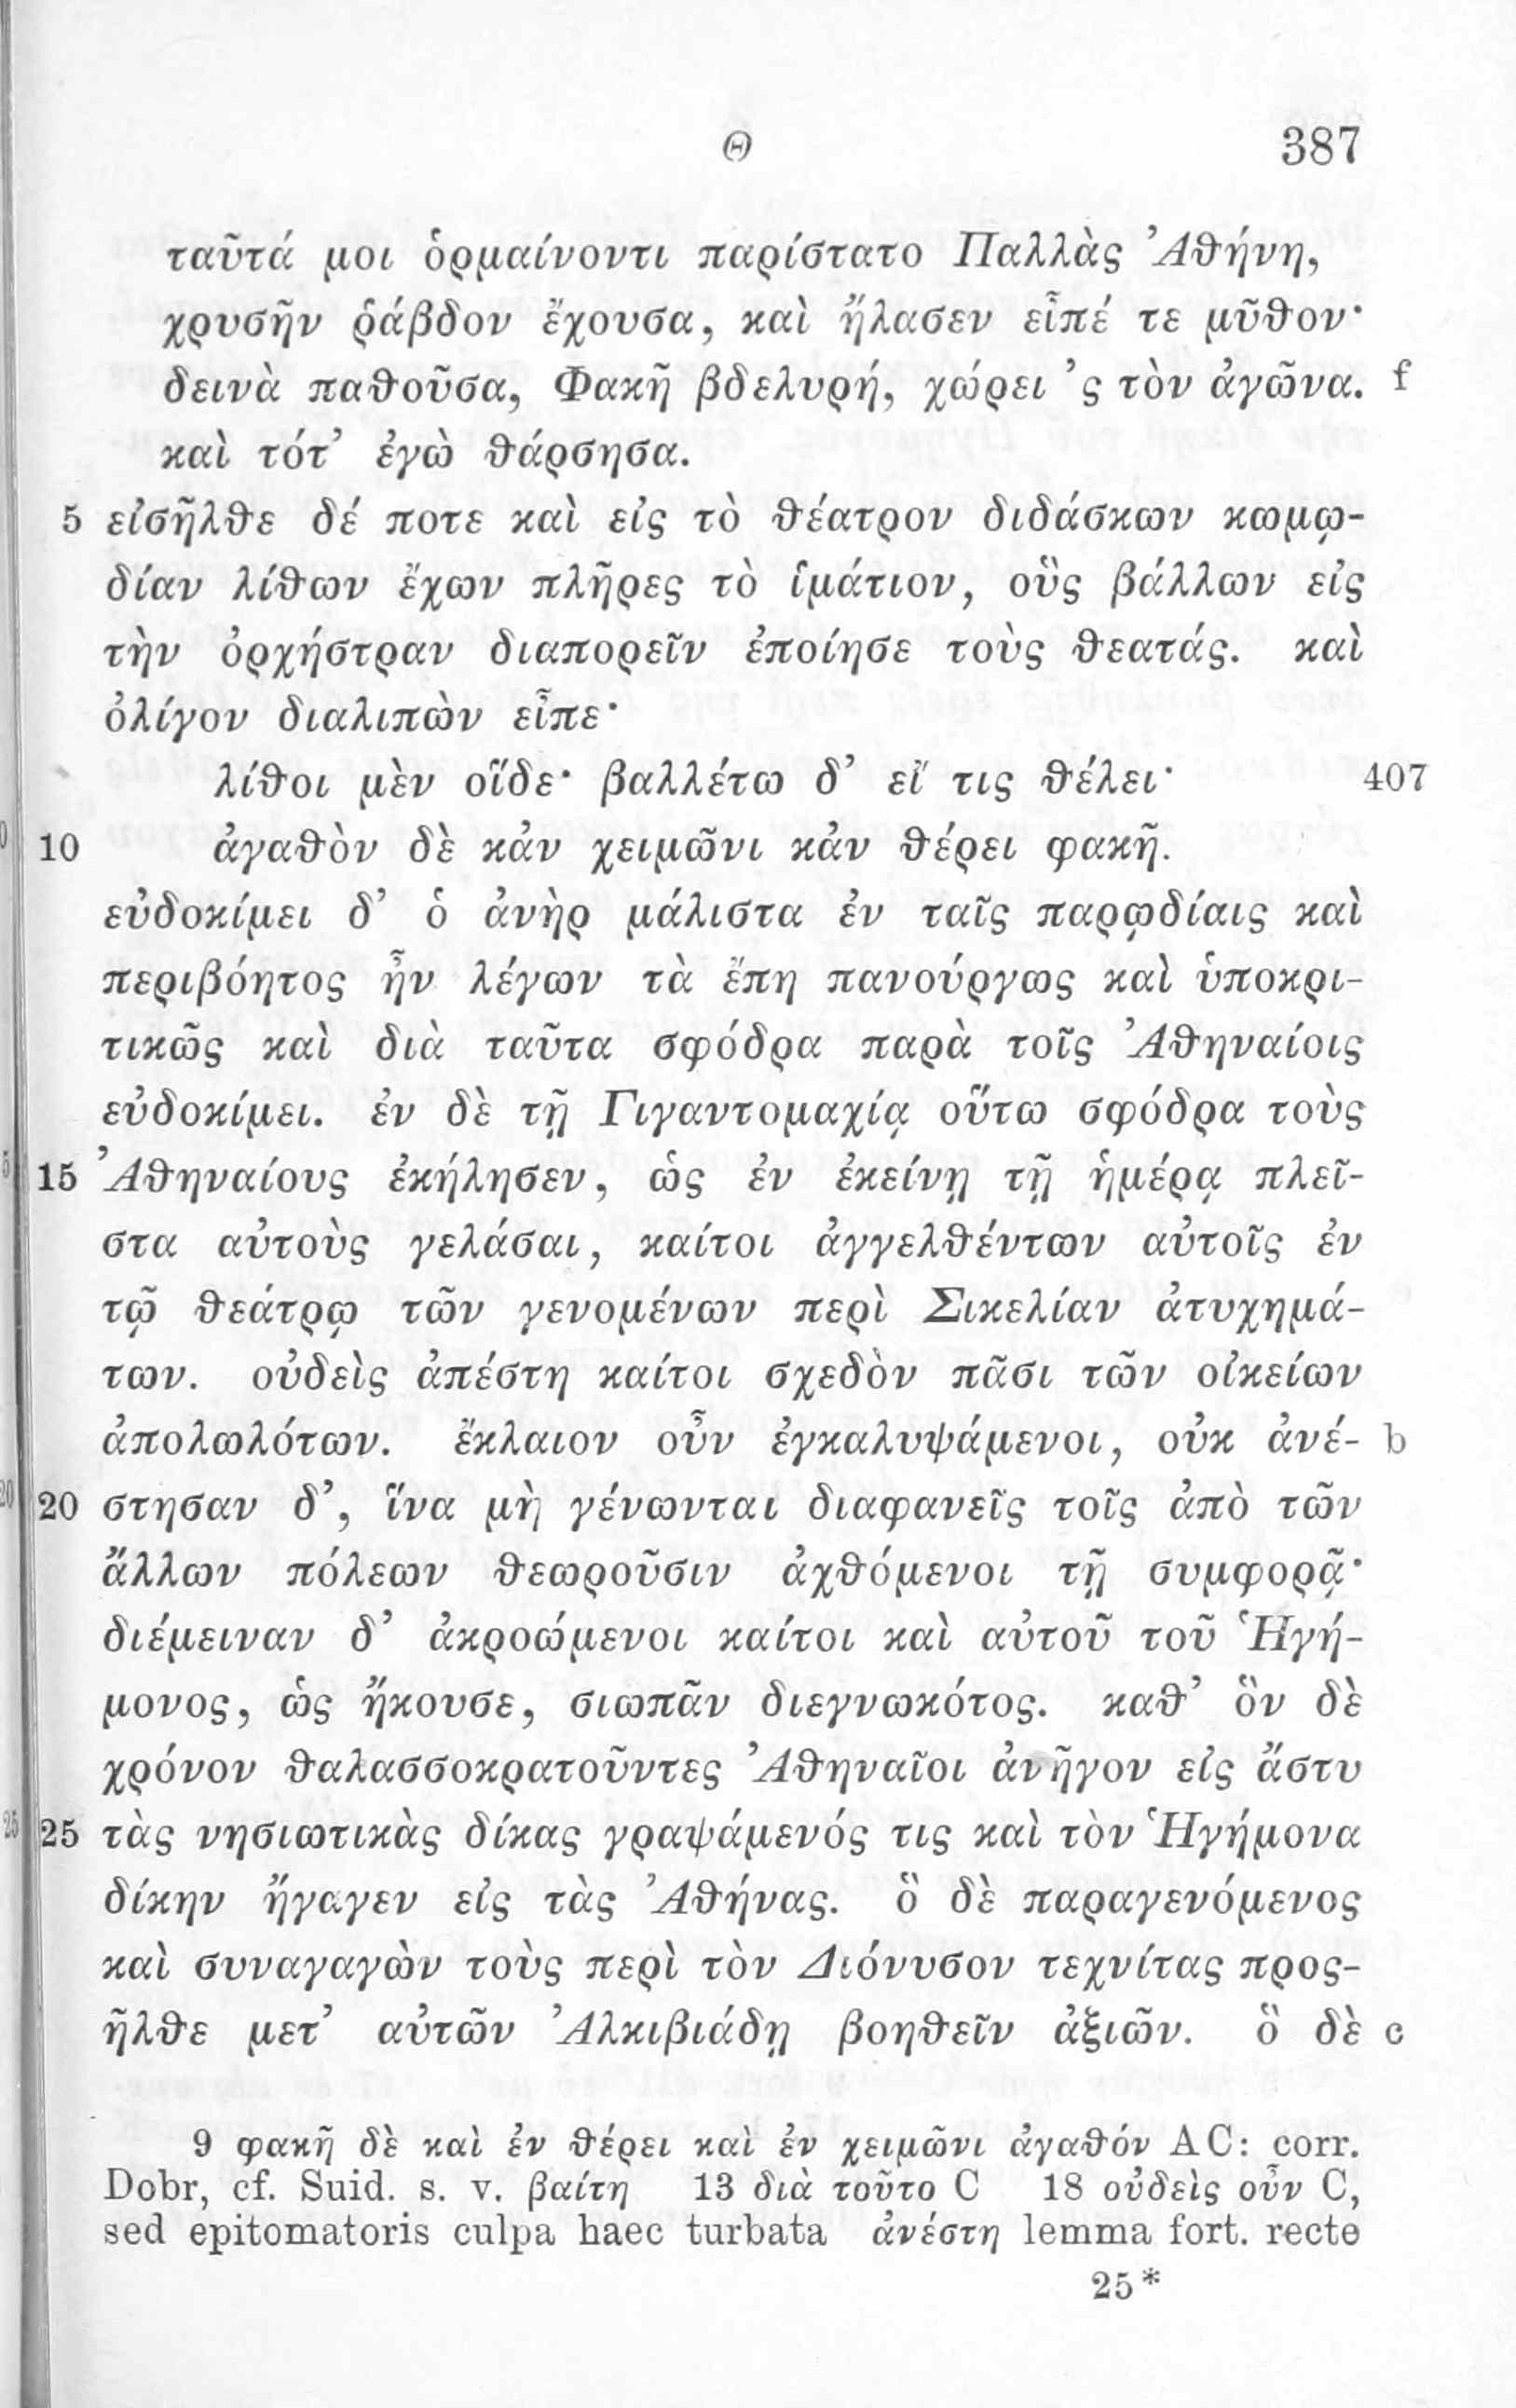 Θ 387
ταῦτά μοι ὁρμαίνοντι παρίστατο Παλλὰς Ἀθήνη,
χρυσῆν ῥάβδον ἔχουσα, καὶ ἤλασεν εἶπέ τε μῦθον·
δεινὰ παθοῦσα, Φακῆ βδελυρή, χώρει ’ς τὸν ἀγῶνα. f
καὶ τότ’ ἐγὼ θάρσησα.
5 εἰσῆλθε δέ ποτε καὶ εἰς τὸ θέατρον διδάσκων κωμῳ-
δίαν λίθων ἔχων πλῆρες τὸ ἱμάτιον, οὓς βάλλων εἰς
τὴν ὀρχήστραν διαπορεῖν ἐποίησε τοὺς θεατάς. καὶ
ὀλίγον διαλιπὼν εἶπε·
λίθοι μὲν οἵδε· βαλλέτω δ’ εἴ τις θέλει· 407
10 ἀγαθὸν δὲ κἀν χειμῶνι κἀν θέρει φακῆ.
εὐδοκίμει δ’ ὁ ἀνὴρ μάλιστα ἐν ταῖς παρῳδίαις καὶ
περιβόητος ἦν λέγων τὰ ἔπη πανούργως καὶ ὑποκρι-
τικῶς καὶ διὰ ταῦτα σφόδρα παρὰ τοῖς Ἀθηναίοις
εὐδοκίμει. ἐν δὲ τῇ Γιγαντομαχίᾳ οὕτω σφόδρα τοὺς
15 Ἀθηναίους ἐκήλησεν, ὡς ἐν ἐκείνῃ τῇ ἡμέρᾳ πλεῖ-
στα αὐτοὺς γελάσαι, καίτοι ἀγγελθέντων αὐτοῖς ἐν
τῷ θεάτρῳ τῶν γενομένων περὶ Σικελίαν ἀτυχημά-
των. οὐδεὶς ἀπέστη καίτοι σχεδὸν πᾶσι τῶν οἰκείων
ἀπολωλότων. ἔκλαιον οὖν ἐγκαλυψάμενοι, οὐκ ἀνέ- b
20 στησαν δ’, ἵνα μὴ γένωνται διαφανεῖς τοῖς ἀπὸ τῶν
ἄλλων πόλεων θεωροῦσιν ἀχθόμενοι τῇ συμφορᾷ·
διέμειναν δ’ ἀκροώμενοι καίτοι καὶ αὐτοῦ τοῦ Ἡγή-
μονος, ὡς ἤκουσε, σιωπᾶν διεγνωκότος. καθ’ ὃν δὲ
χρόνον θαλασσοκρατοῦντες Ἀθηναῖοι ἀνῆγον εἰς ἄστυ
25 τὰς νησιωτικὰς δίκας γραψάμενός τις καὶ τὸν Ἡγήμονα
δίκην ἤγαγεν εἰς τὰς Ἀθήνας. ὃ δὲ παραγενόμενος
καὶ συναγαγὼν τοὺς περὶ τὸν Διόνυσον τεχνίτας προς-
ῆλθε μετ’ αὐτῶν Ἀλκιβιάδῃ βοηθεῖν ἀξιῶν. ὃ δὲ c
9 φακῆ δὲ καὶ ἐν θέρει καὶ ἐν χειμῶνι ἀγαθόν AC: corr.
Dobr, cf. Suid. s. v. βαίτη 13 διὰ τοῦτο C 18 οὐδεὶς οὖν C,
sed epitomatoris culpa haec turbata ἀνέστη lemma fort. recte
25*